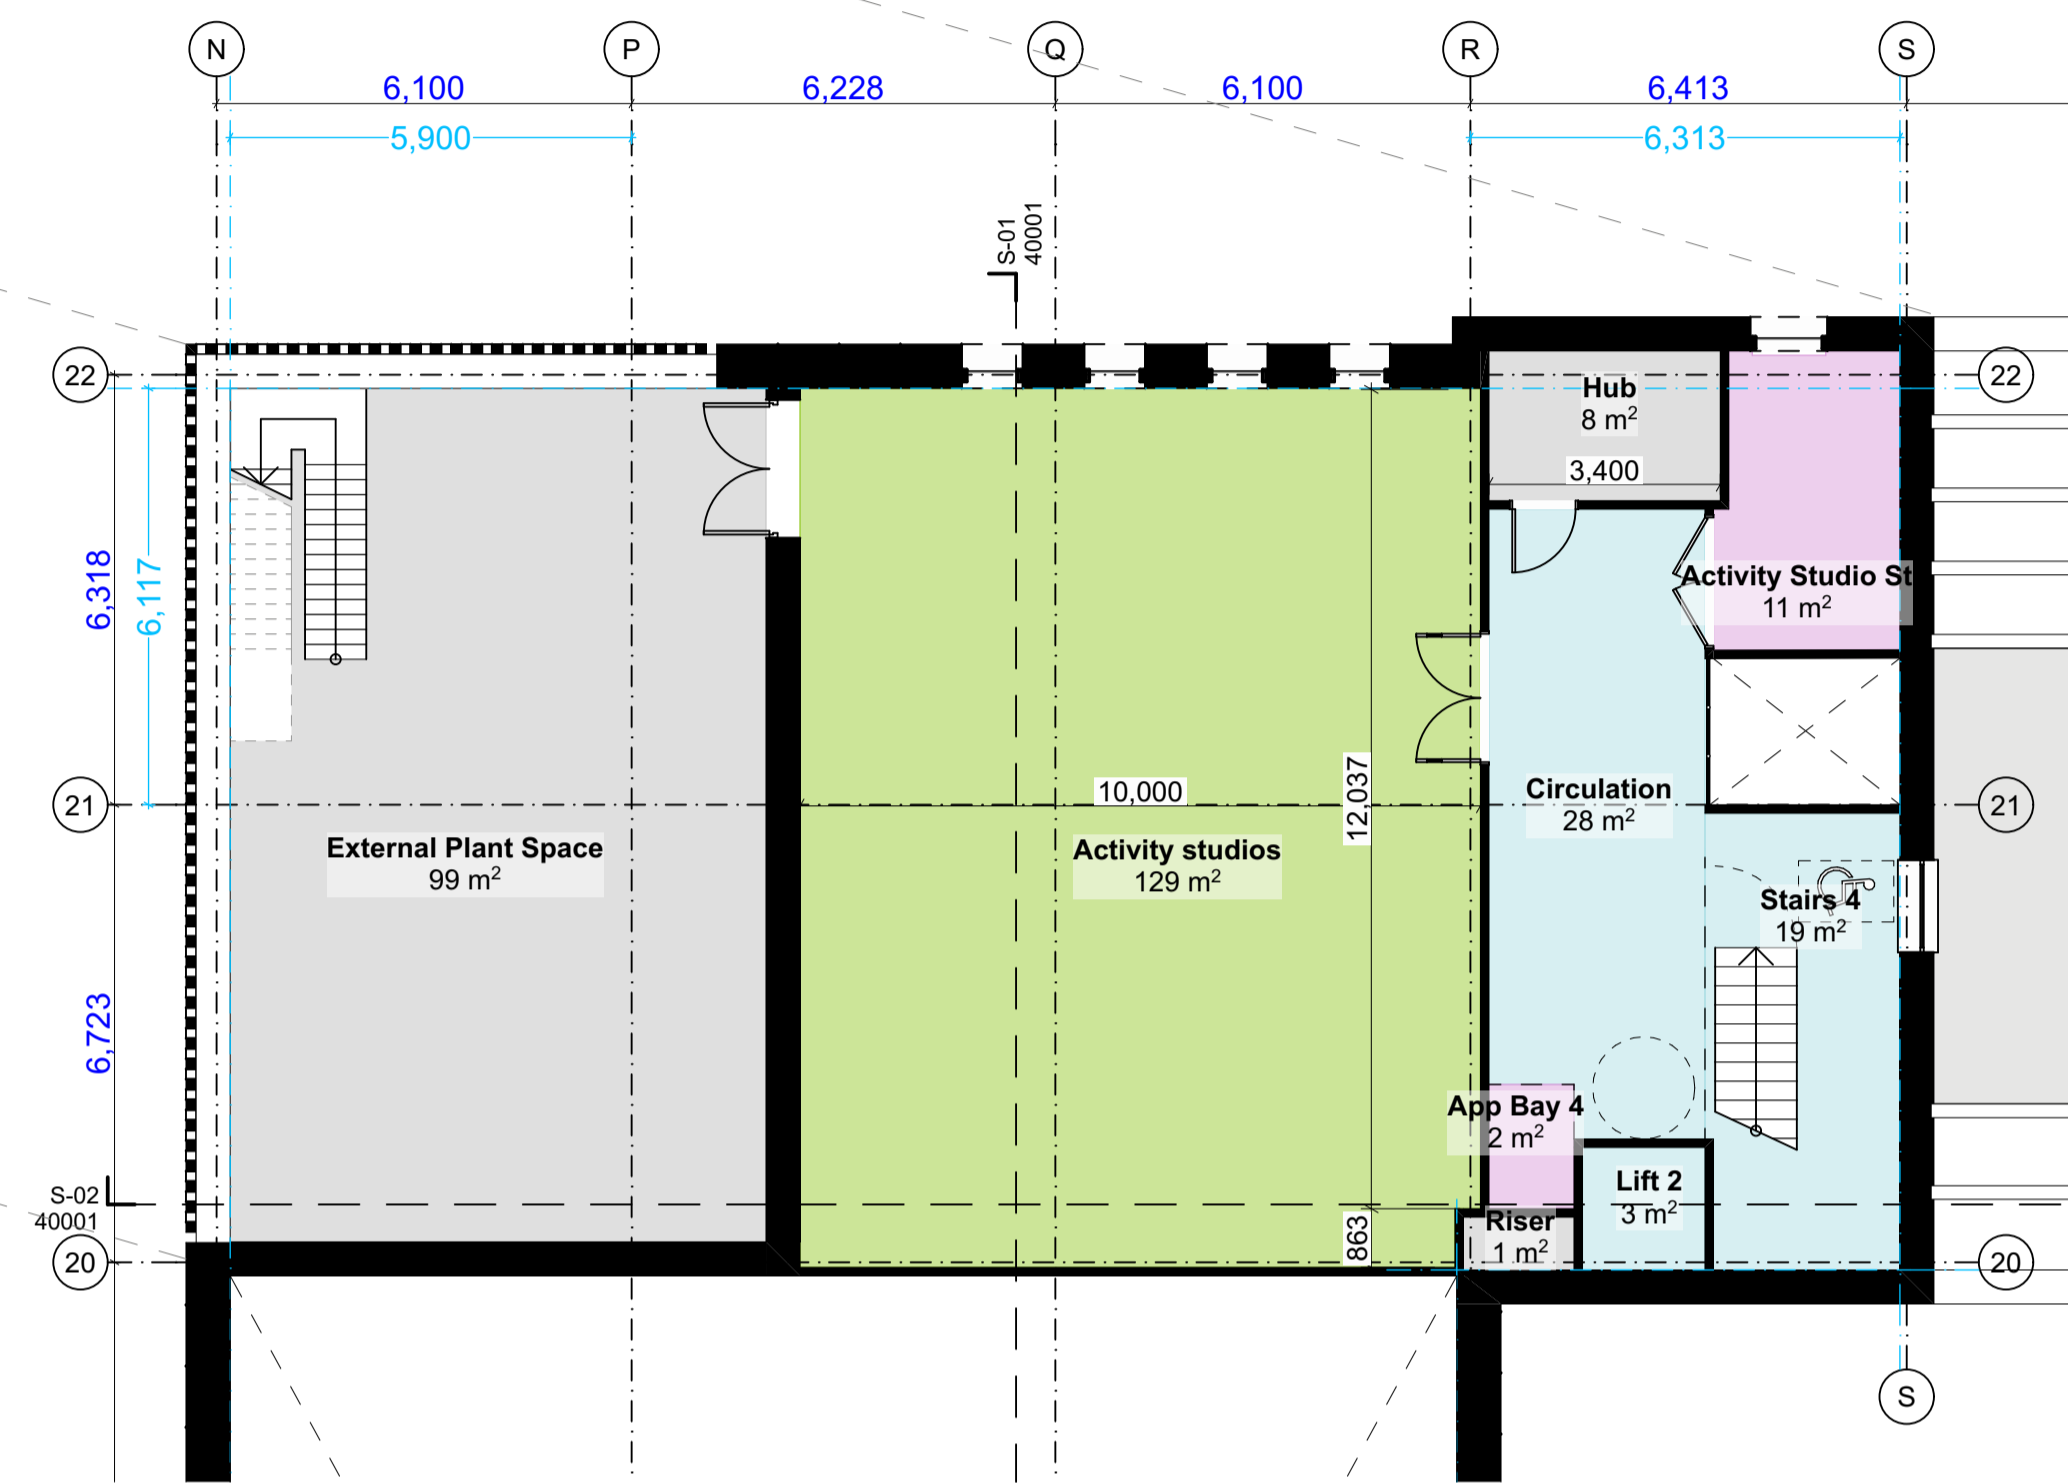 N P Q R S
6,100 6,228 6,100 6,413
5,900 6,313
S-01
40001
22 22
Hub
8 m²
3,400
Activity Studio St
11 m²
6,318
6,117
21 21
10,000
12,037
Circulation
28 m²
External Plant Space
99 m²
Activity studios
129 m²
Stairs 4
19 m²
6,723
App Bay 4
2 m²
Lift 2
3 m²
S-02
40001
Riser
1 m²
863
20 20
S